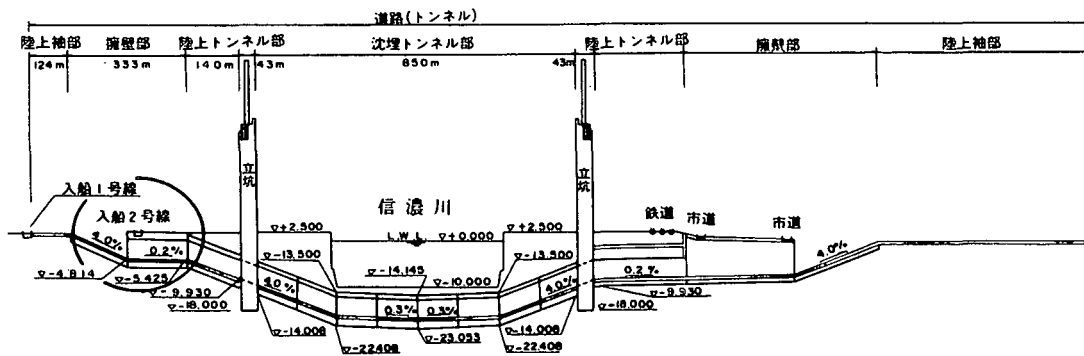 道路(トンネル)
陸上袖部 擁壁部 陸上トンネル部 沈埋トンネル部 陸上トンネル部 擁壁部 陸上袖部
124m 333m 140m 43m 850m 43m
立坑 立坑
入船1号線
入船2号線
信濃川
鉄道 市道 市道
▽+2.500 L.W.L ▽+0.000 ▽+2.500
4.0% 0.2% ▽-13.500 ▽-14.145 ▽-10.000 ▽-13.500 0.2% 4.0%
▽-4.814 ▽-5.425 4.0% 4.0%
▽-9.930 ▽-9.930
▽-18.000 0.3% 0.3% ▽-18.000
▽-14.008 ▽-23.053 ▽-14.008
▽-22.408 ▽-22.408